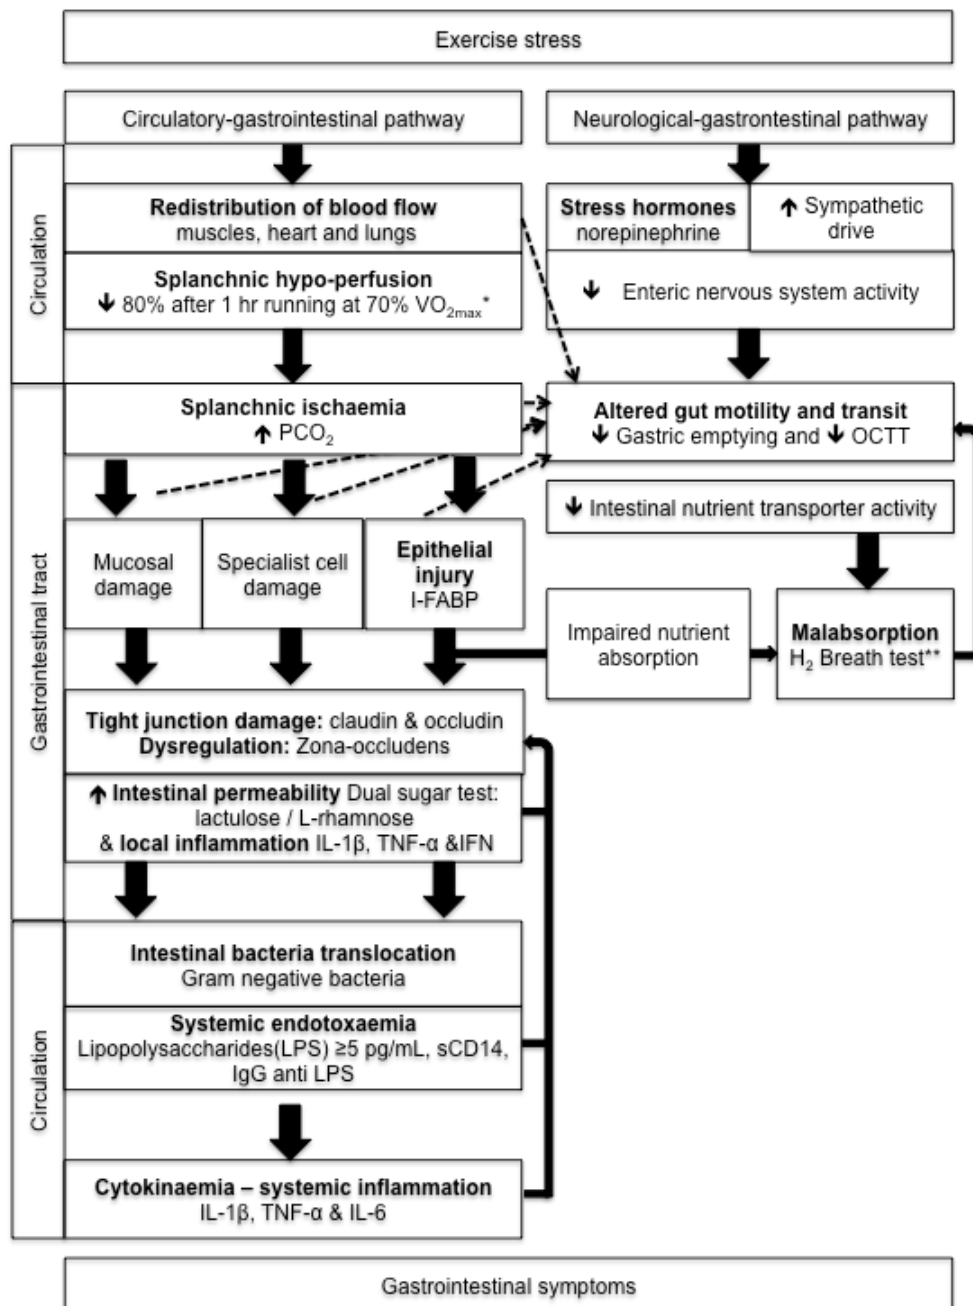 Exercise stress
Circulatory-gastrointestinal pathway
Neurological-gastrontestinal pathway
Circulation
Redistribution of blood flow
muscles, heart and lungs
Splanchnic hypo-perfusion
↓ 80% after 1 hr running at 70% VO2max*
Stress hormones
norepinephrine
↑ Sympathetic
drive
↓ Enteric nervous system activity
Gastrointestinal tract
Splanchnic ischaemia
↑ PCO2
Altered gut motility and transit
↓ Gastric emptying and ↓ OCTT
↓ Intestinal nutrient transporter activity
Mucosal
damage
Specialist cell
damage
Epithelial
injury
I-FABP
Impaired nutrient
absorption
Malabsorption
H2 Breath test**
Tight junction damage: claudin & occludin
Dysregulation: Zona-occludens
↑ Intestinal permeability Dual sugar test:
lactulose / L-rhamnose
& local inflammation IL-1β, TNF-α &IFN
Circulation
Intestinal bacteria translocation
Gram negative bacteria
Systemic endotoxaemia
Lipopolysaccharides(LPS) ≥5 pg/mL, sCD14,
IgG anti LPS
Cytokinaemia – systemic inflammation
IL-1β, TNF-α & IL-6
Gastrointestinal symptoms